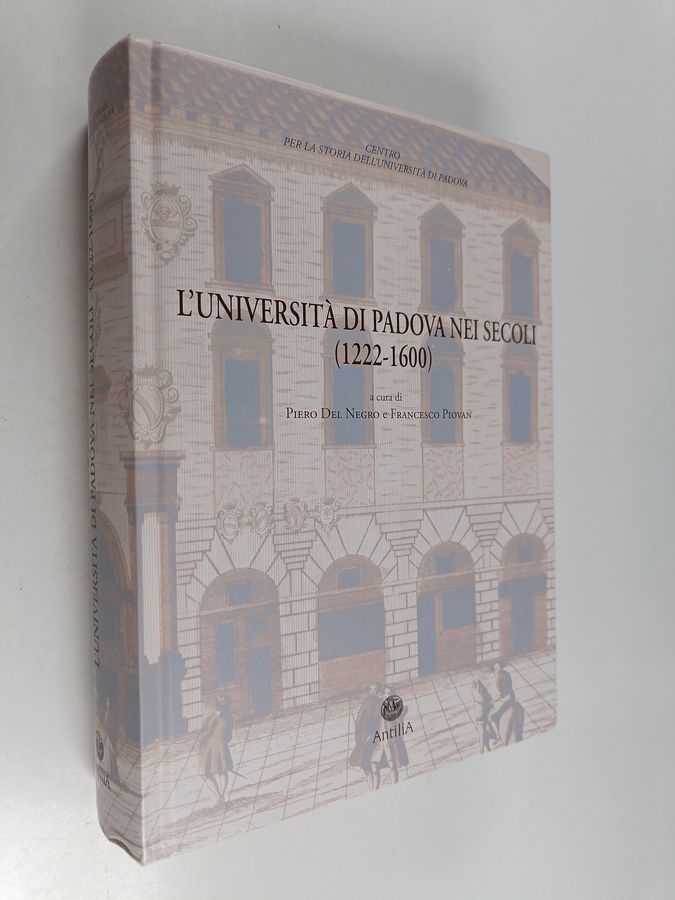 CENTRO
PER LA STORIA DELL'UNIVERSITÀ DI PADOVA
L'UNIVERSITÀ DI PADOVA NEI SECOLI
(1222-1600)
a cura di
PIERO DEL NEGRO e FRANCESCO PIOVAN
AntiliA
L'UNIVERSITÀ DI PADOVA NEI SECOLI (1222-1600)